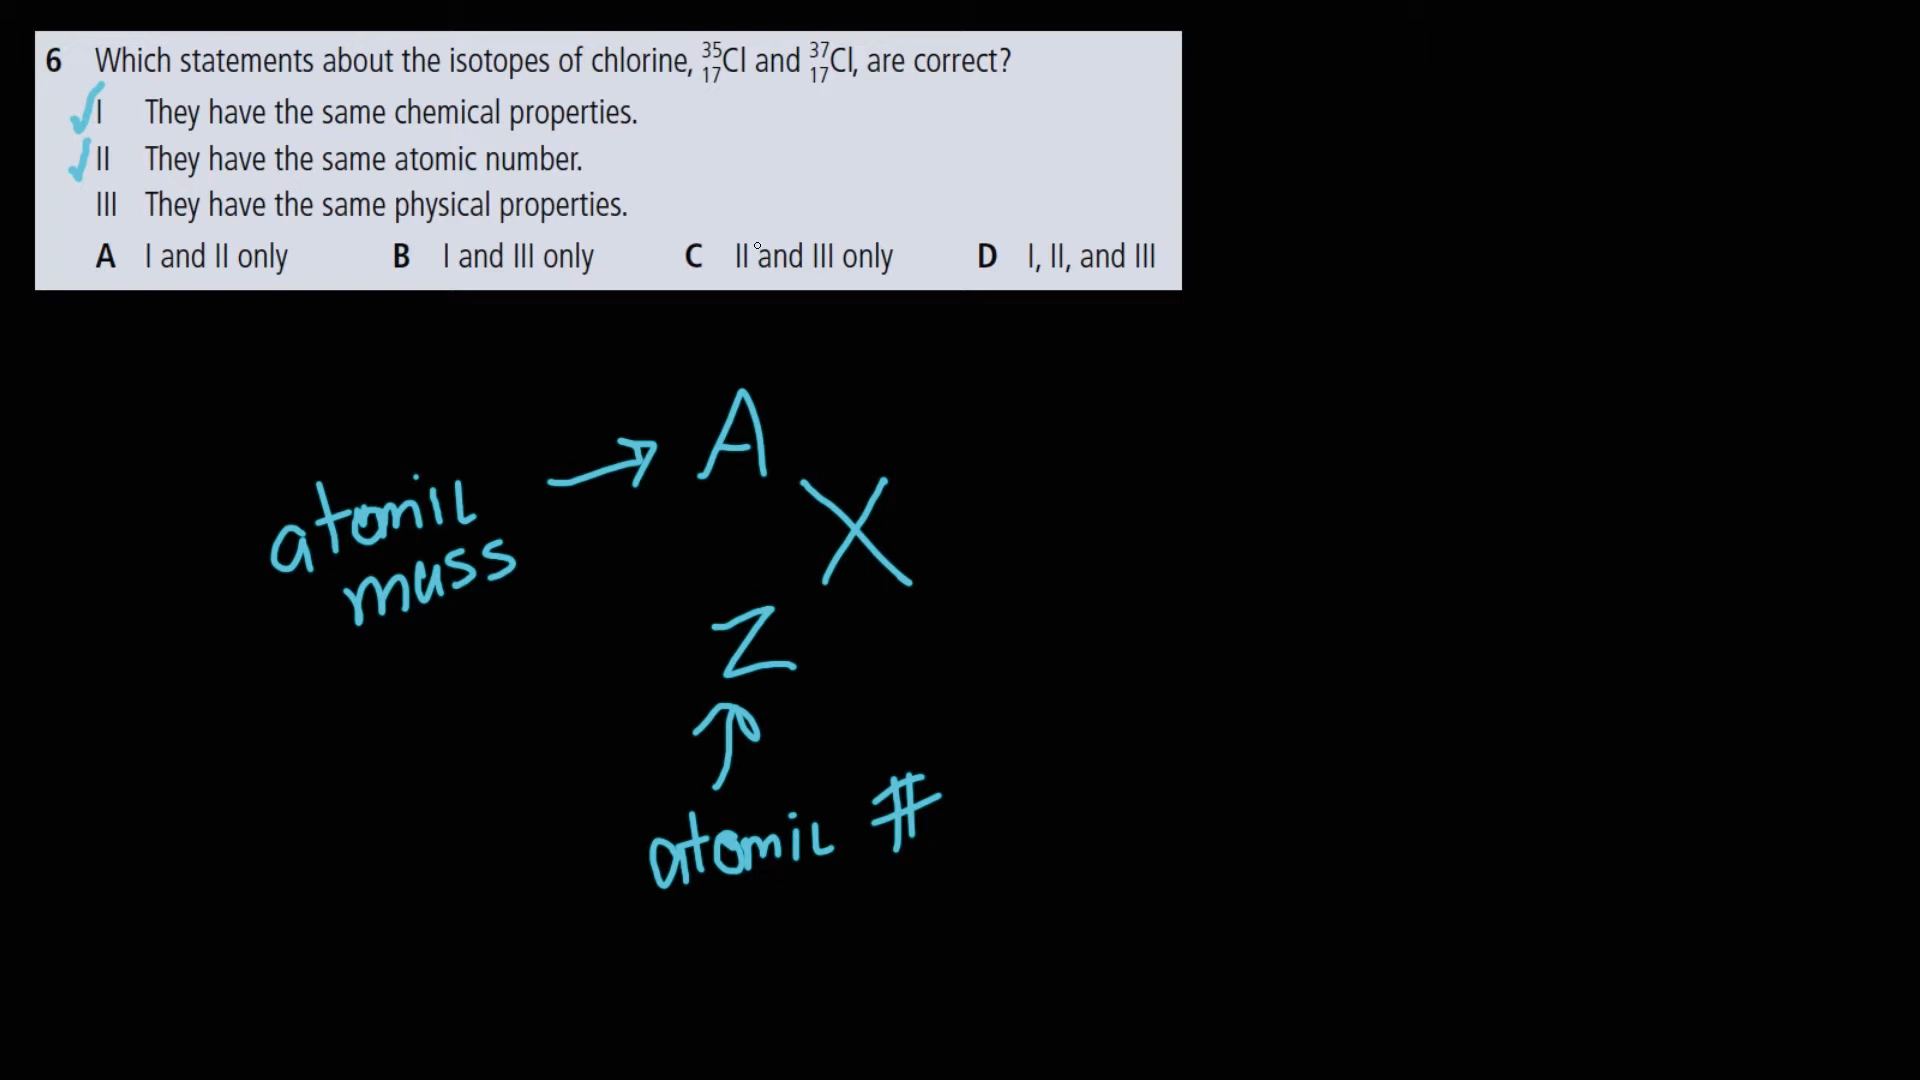 6 Which statements about the isotopes of chlorine, ³⁵₁₇Cl and ³⁷₁₇Cl, are correct?
I They have the same chemical properties.
II They have the same atomic number.
III They have the same physical properties.
A I and II only B I and III only C II and III only D I, II, and III
A
atomic
mass
X
Z
atomic #